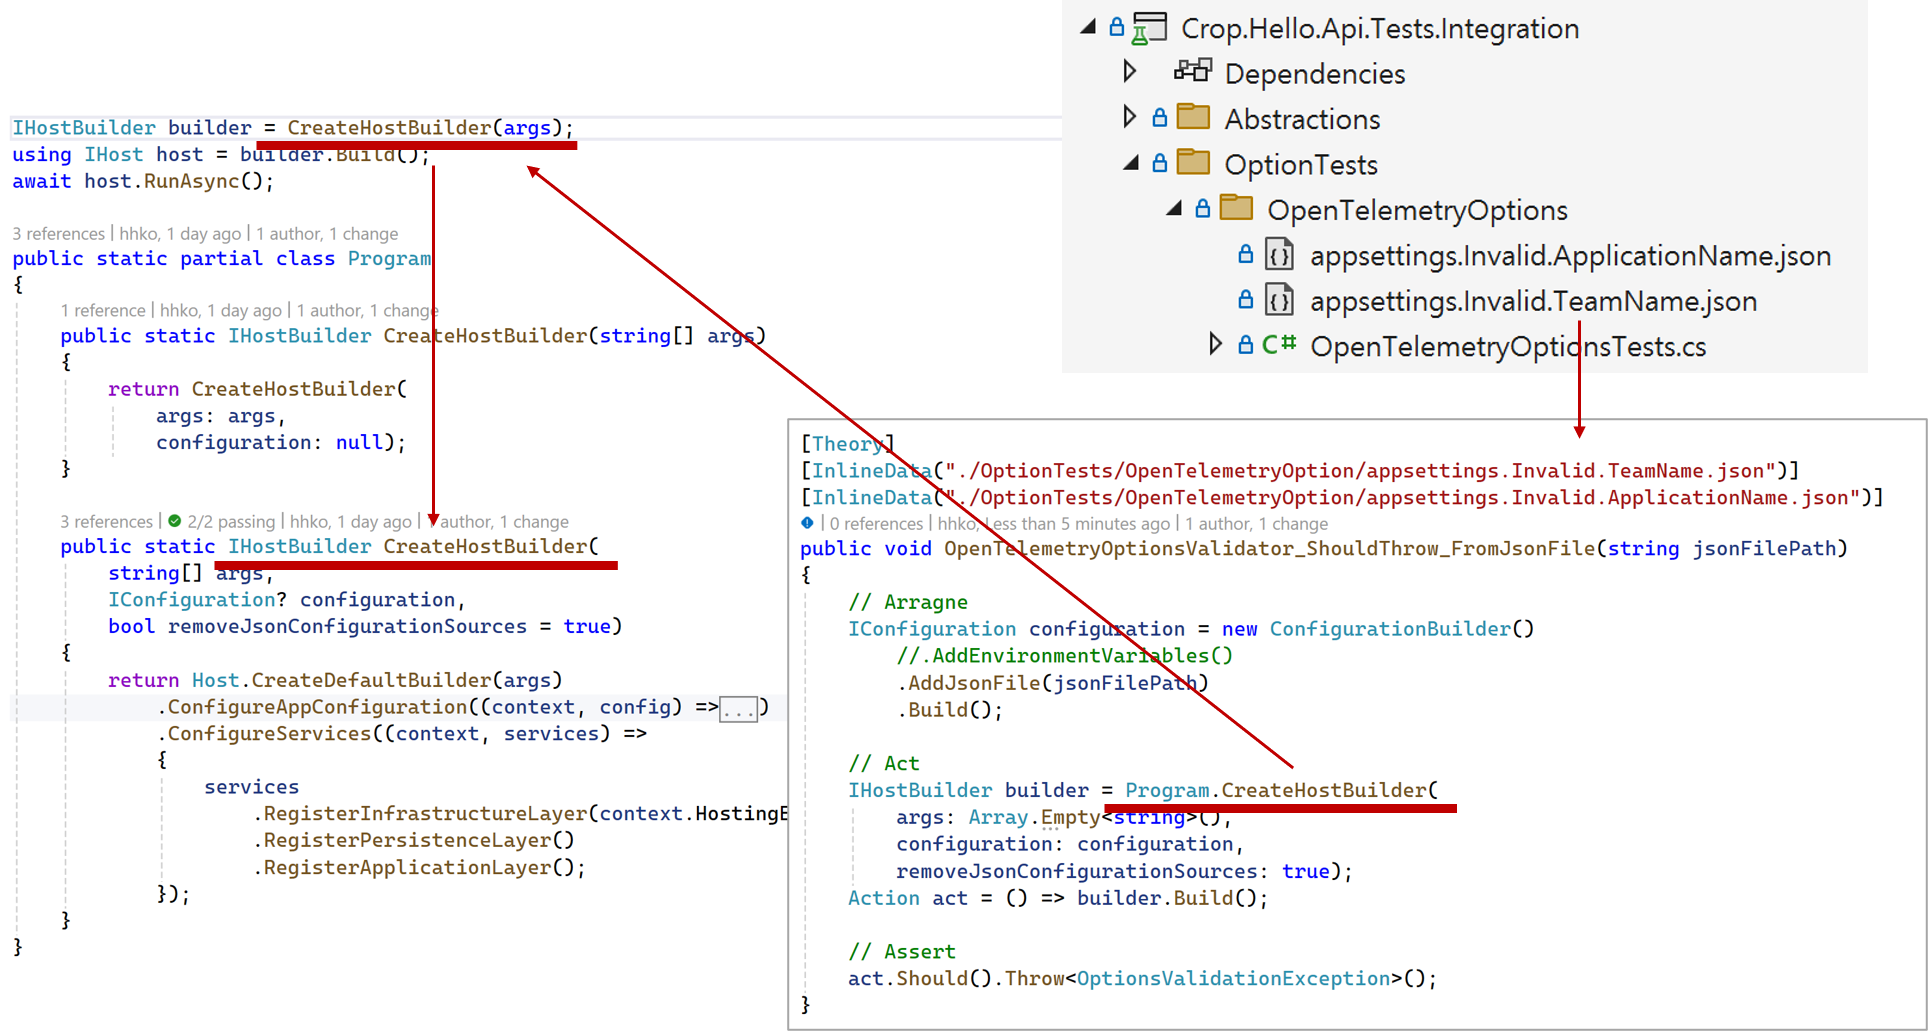 IHostBuilder builder = CreateHostBuilder(args);
using IHost host = builder.Build();
await host.RunAsync();
3 references | hhko, 1 day ago | 1 author, 1 change
public static partial class Program
{
1 reference | hhko, 1 day ago | 1 author, 1 change
public static IHostBuilder CreateHostBuilder(string[] args)
{
return CreateHostBuilder(
args: args,
configuration: null);
}
3 references | 2/2 passing | hhko, 1 day ago | 1 author, 1 change
public static IHostBuilder CreateHostBuilder(
string[] args,
IConfiguration? configuration,
bool removeJsonConfigurationSources = true)
{
return Host.CreateDefaultBuilder(args)
.ConfigureAppConfiguration((context, config) =>...)
.ConfigureServices((context, services) =>
{
services
.RegisterInfrastructureLayer(context.HostingE
.RegisterPersistenceLayer()
.RegisterApplicationLayer();
});
}
}
Crop.Hello.Api.Tests.Integration
Dependencies
Abstractions
OptionTests
OpenTelemetryOptions
appsettings.Invalid.ApplicationName.json
appsettings.Invalid.TeamName.json
C# OpenTelemetryOptionsTests.cs
[Theory]
[InlineData("./OptionTests/OpenTelemetryOption/appsettings.Invalid.TeamName.json")]
[InlineData("./OptionTests/OpenTelemetryOption/appsettings.Invalid.ApplicationName.json")]
| 0 references | hhko, Less than 5 minutes ago | 1 author, 1 change
public void OpenTelemetryOptionsValidator_ShouldThrow_FromJsonFile(string jsonFilePath)
{
// Arragne
IConfiguration configuration = new ConfigurationBuilder()
//.AddEnvironmentVariables()
.AddJsonFile(jsonFilePath)
.Build();
// Act
IHostBuilder builder = Program.CreateHostBuilder(
args: Array.Empty<string>(),
configuration: configuration,
removeJsonConfigurationSources: true);
Action act = () => builder.Build();
// Assert
act.Should().Throw<OptionsValidationException>();
}